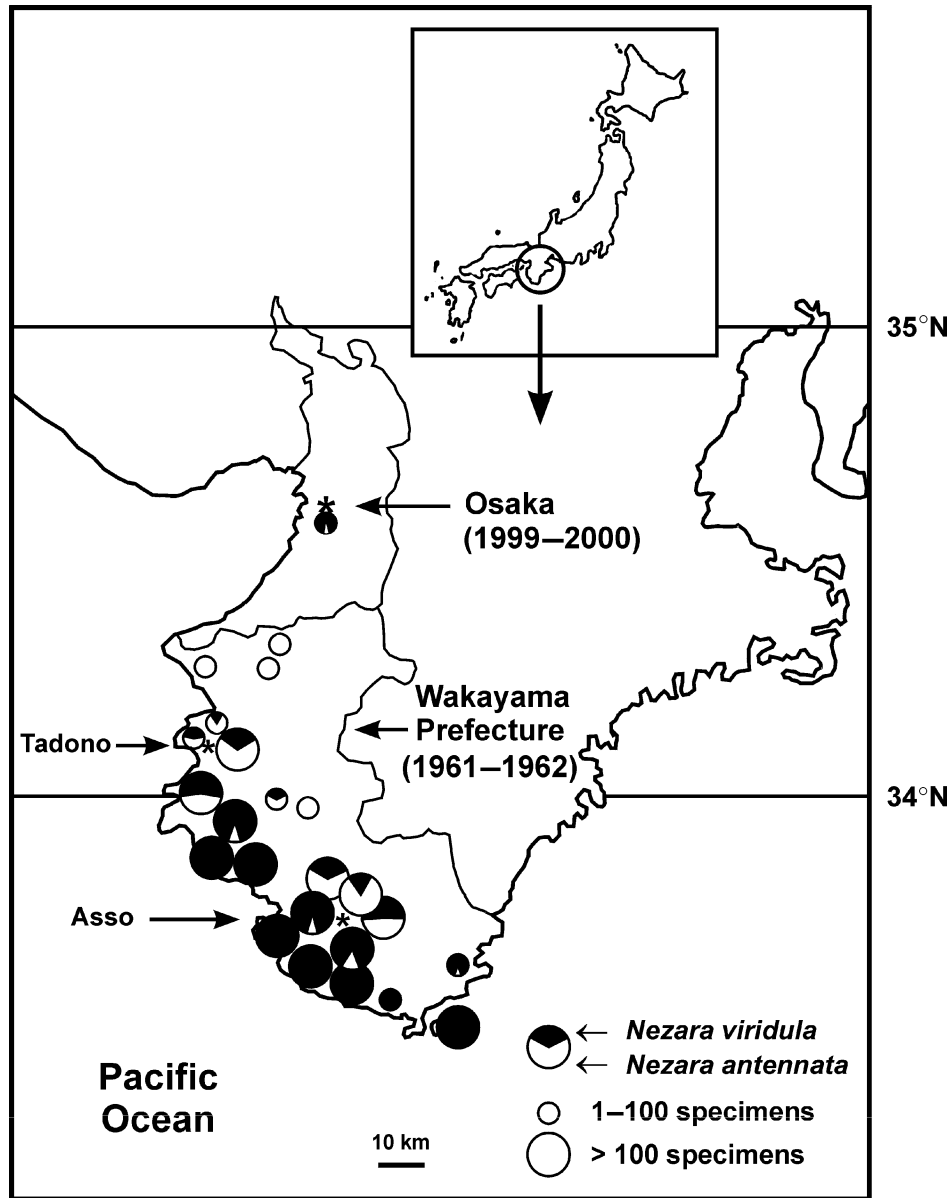 35°N
*
Osaka
(1999–2000)
Wakayama
Prefecture
(1961–1962)
Tadono
*
34°N
Asso
*
Nezara viridula
Nezara antennata
Pacific
Ocean
1–100 specimens
10 km
> 100 specimens